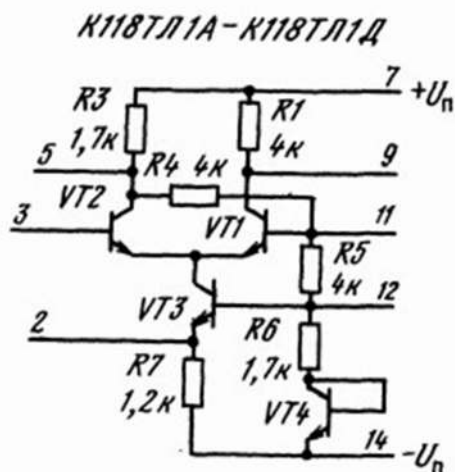 К118ТЛ1А-К118ТЛ1Д
7 +Uп
R3 R1
1,7к 4к
5 R4 4к 9
VT2
3 VT1 11
R5
4к
12
VT3 R6
2
R7 1,7к
1,2к VT4
14 -Uп